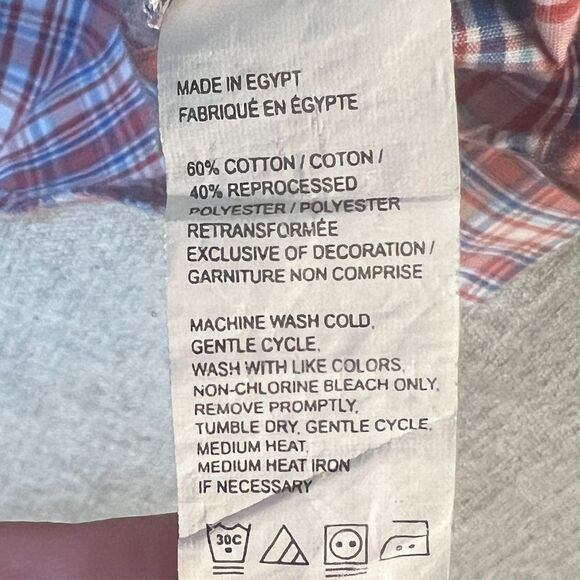 MADE IN EGYPT
FABRIQUÉ EN ÉGYPTE
60% COTTON / COTON /
40% REPROCESSED
POLYESTER / POLYESTER
RETRANSFORMÉE
EXCLUSIVE OF DECORATION /
GARNITURE NON COMPRISE
MACHINE WASH COLD,
GENTLE CYCLE,
WASH WITH LIKE COLORS,
NON-CHLORINE BLEACH ONLY,
REMOVE PROMPTLY,
TUMBLE DRY, GENTLE CYCLE,
MEDIUM HEAT,
MEDIUM HEAT IRON
IF NECESSARY
30C